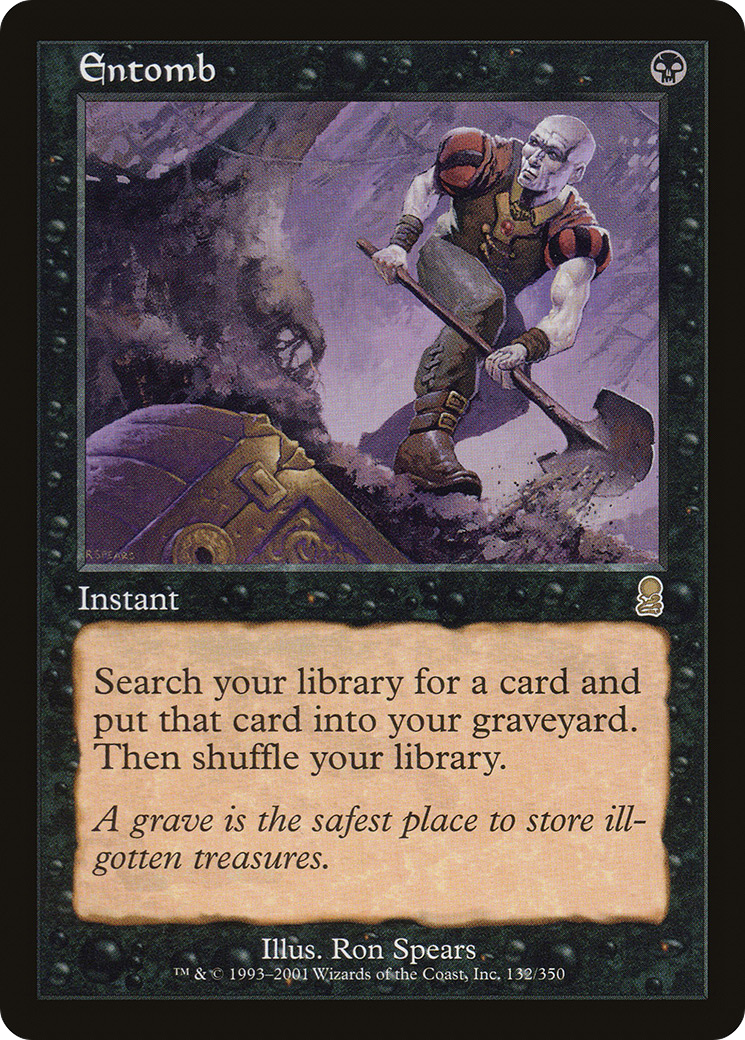 Entomb
R.SPEARS
Instant
Search your library for a card and
put that card into your graveyard.
Then shuffle your library.
A grave is the safest place to store ill-
gotten treasures.
Illus. Ron Spears
™ & © 1993–2001 Wizards of the Coast, Inc. 132/350